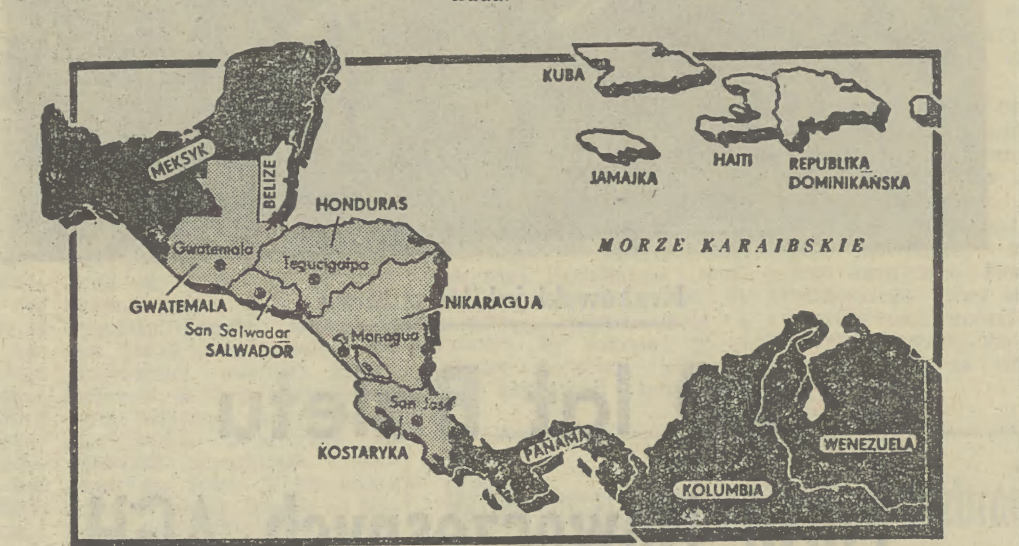 KUBA
MEKSYK
BELIZE
HAITI
REPUBLIKA
DOMINIKAŃSKA
JAMAJKA
HONDURAS
MORZE KARAIBSKIE
Gwatemala
Tegucigalpa
GWATEMALA
NIKARAGUA
San Salwador
SALWADOR
Managua
San José
KOSTARYKA
PANAMA
WENEZUELA
KOLUMBIA